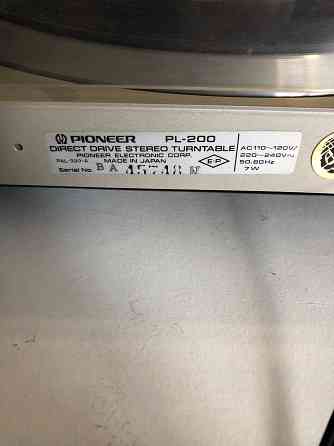 PIONEER PL-200
DIRECT DRIVE STEREO TURNTABLE
PIONEER ELECTRONIC CORP.
MADE IN JAPAN
Serial No. BA
E-P
AC110~120V/
220~240V~
50.60Hz
7W